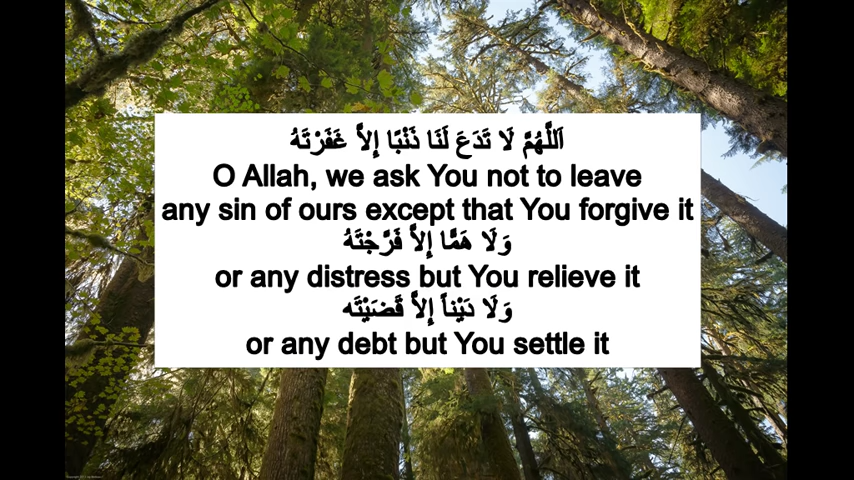 اَللَّهُمَّ لَا تَدَعَ لَنَا ذَنْبًا إِلاَّ غَفَرْتَهُ
O Allah, we ask You not to leave
any sin of ours except that You forgive it
وَلَا هَمًّا إِلاَّ فَرَّجْتَهُ
or any distress but You relieve it
وَلَا دَيْناً إِلاَّ قَضَيْتَه
or any debt but You settle it